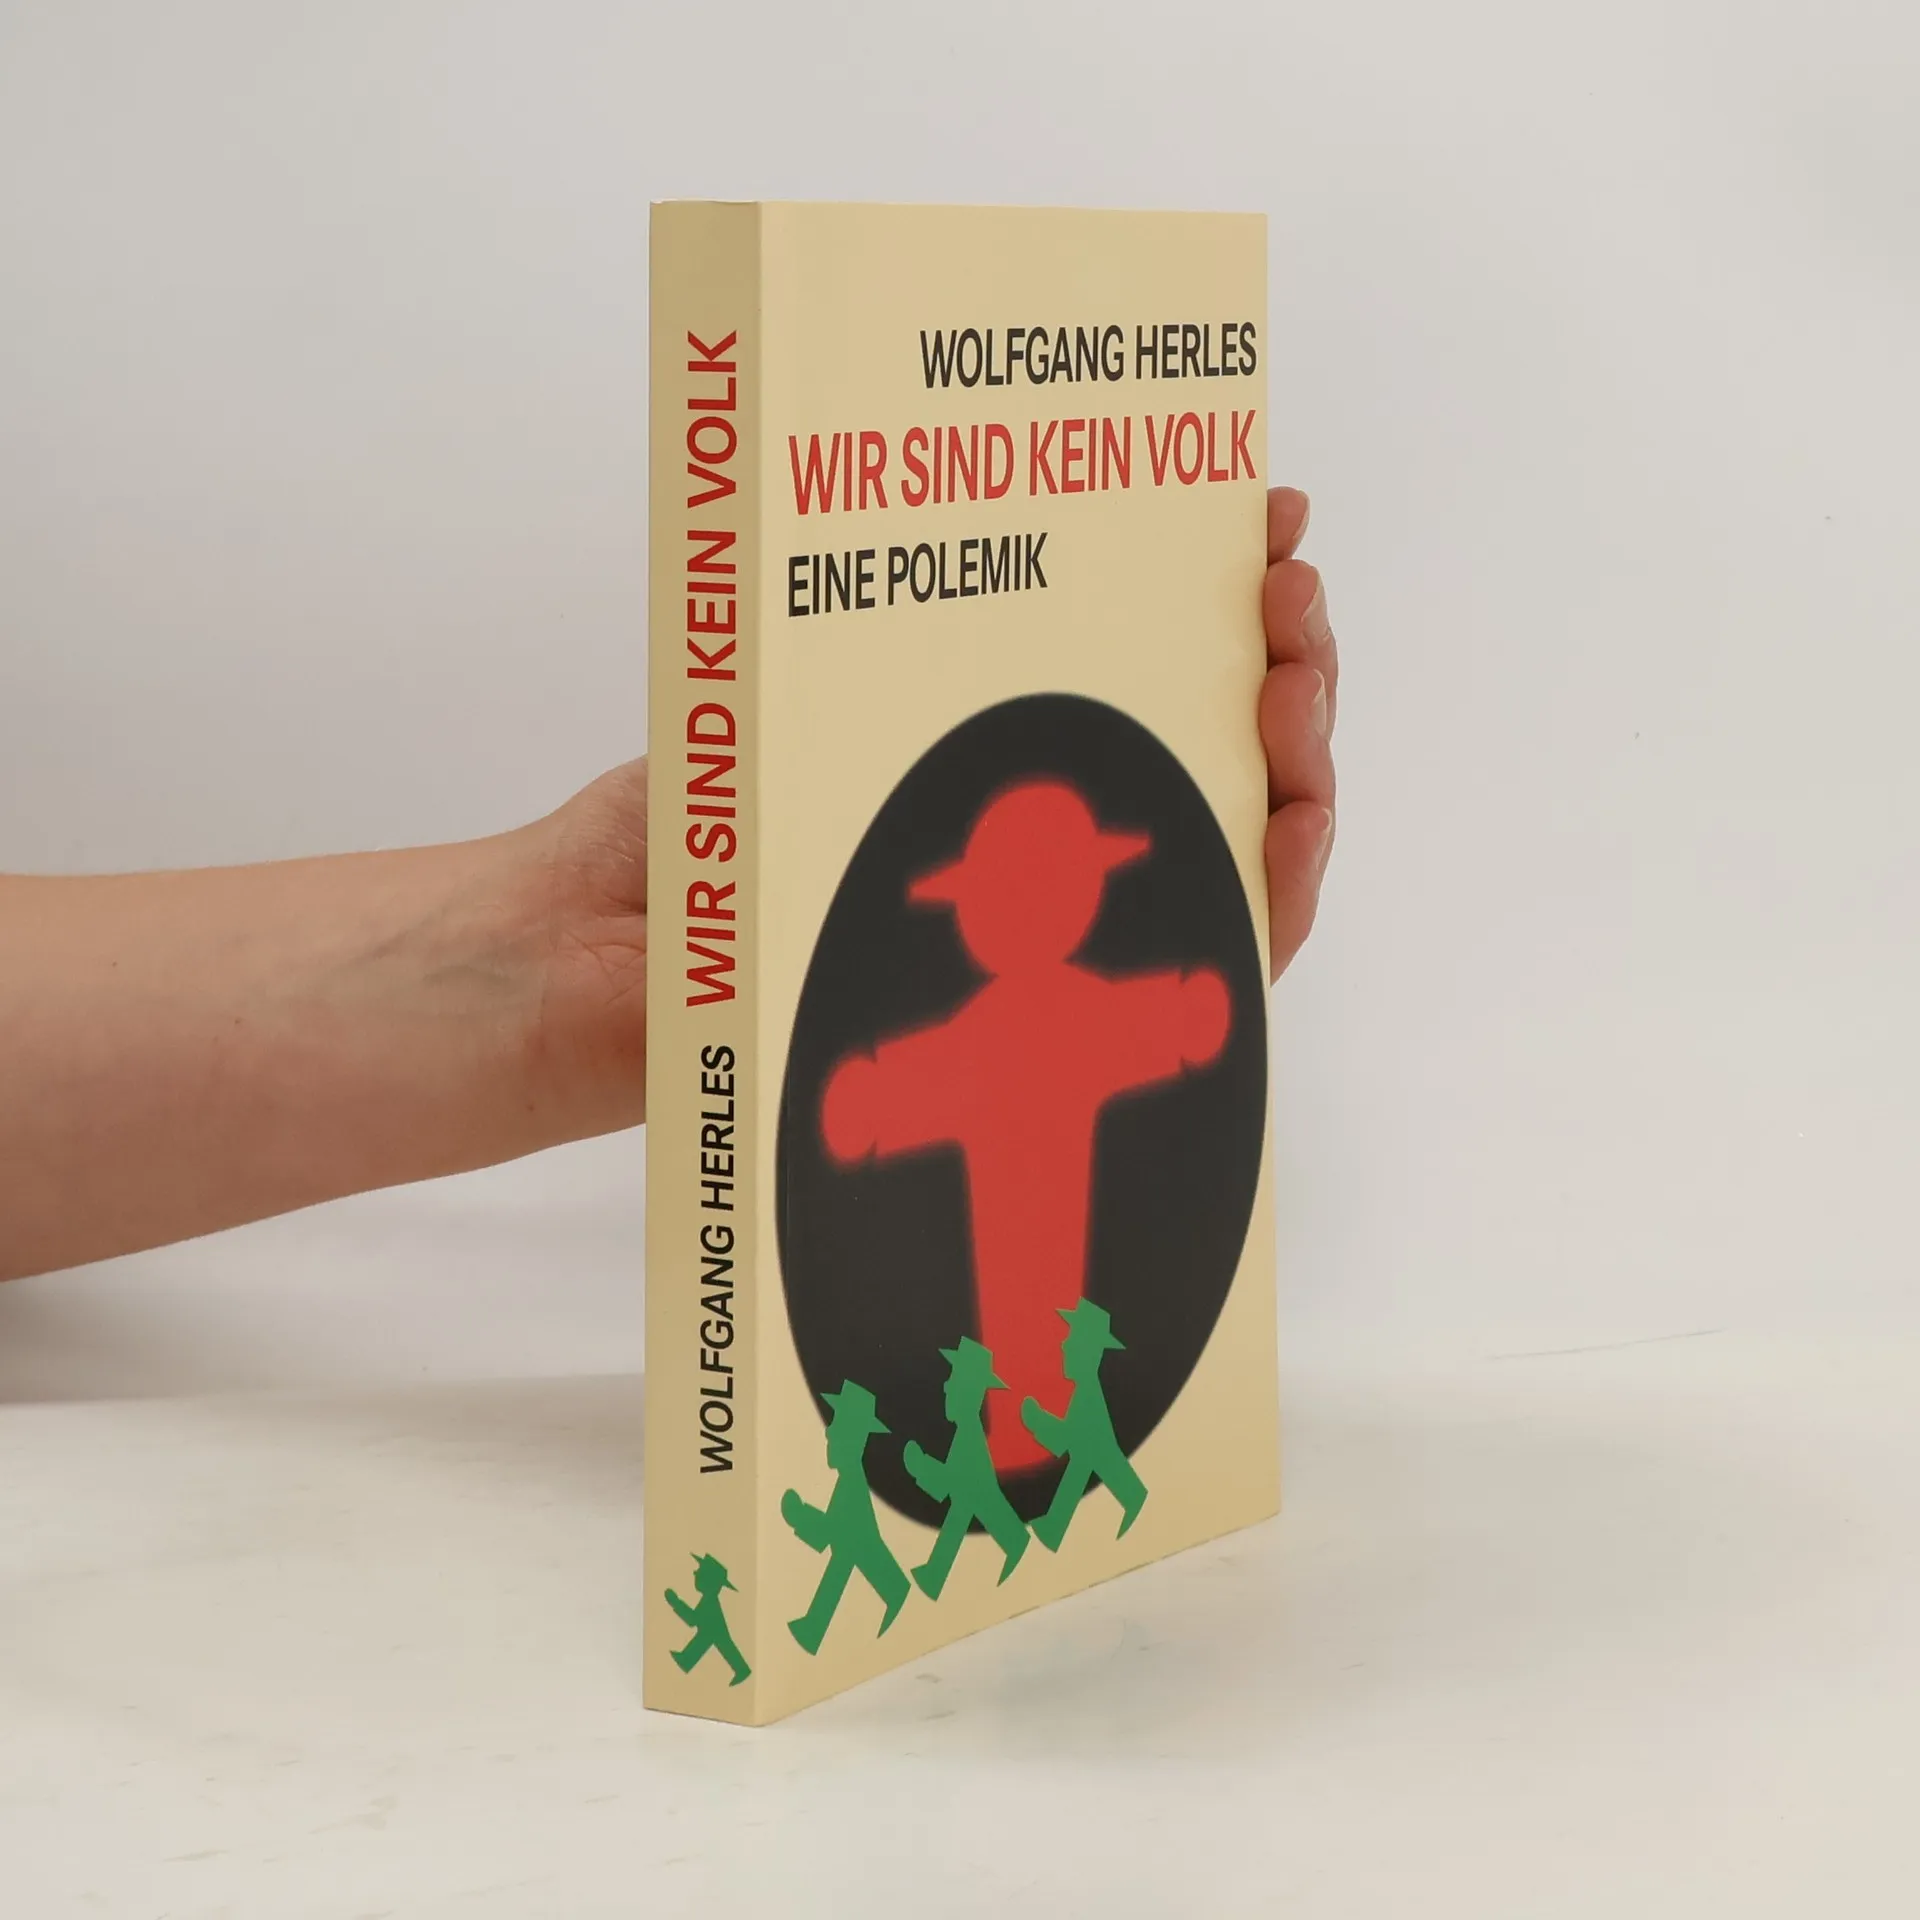 WOLFGANG HERLES
WIR SIND KEIN VOLK
EINE POLEMIK
WOLFGANG HERLES WIR SIND KEIN VOLK